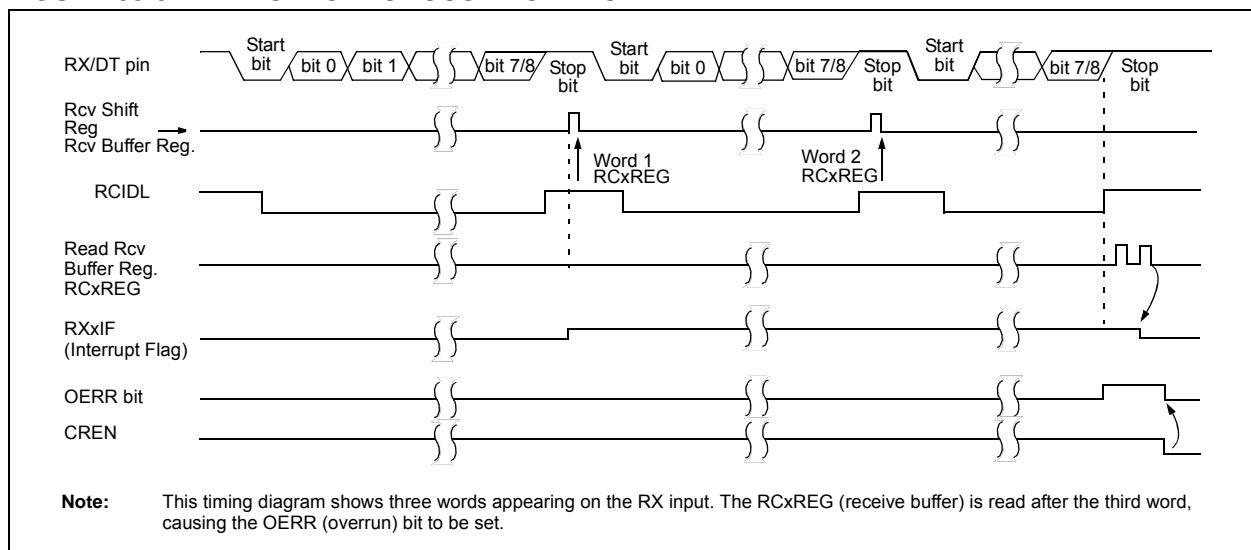 RX/DT pin
Start
bit
bit 0
bit 1
bit 7/8
Stop
bit
Start
bit
bit 0
bit 7/8
Stop
bit
Start
bit
bit 7/8
Stop
bit
Rcv Shift
Reg
Rcv Buffer Reg.
Word 1
RCxREG
Word 2
RCxREG
RCIDL
Read Rcv
Buffer Reg.
RCxREG
RXxIF
(Interrupt Flag)
OERR bit
CREN
Note: This timing diagram shows three words appearing on the RX input. The RCxREG (receive buffer) is read after the third word,
causing the OERR (overrun) bit to be set.